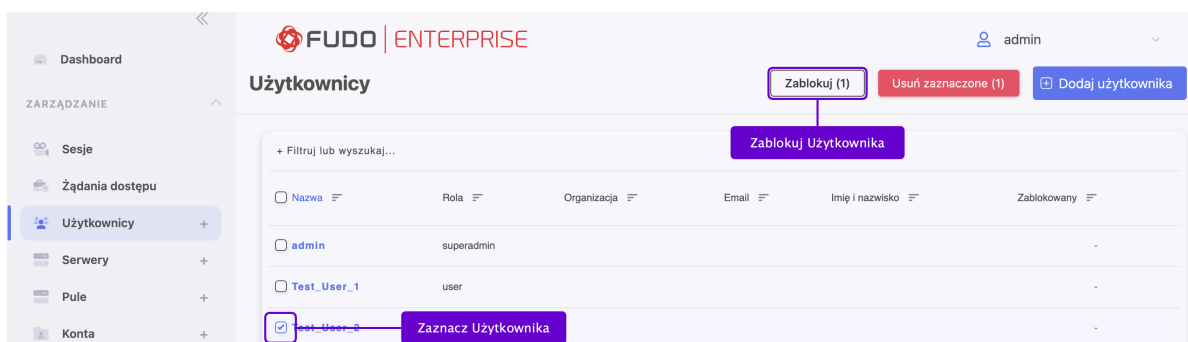 FUDO ENTERPRISE
admin
Dashboard
Użytkownicy
Zablokuj (1)
Usuń zaznaczone (1)
Dodaj użytkownika
ZARZĄDZANIE
Zablokuj Użytkownika
Sesje
+ Filtruj lub wyszukaj...
Żądania dostępu
Nazwa Rola Organizacja Email Imię i nazwisko Zablokowany
Użytkownicy +
admin superadmin -
Serwery +
Test_User_1 user -
Pule +
Test_User_2 -
Zaznacz Użytkownika
Konta +